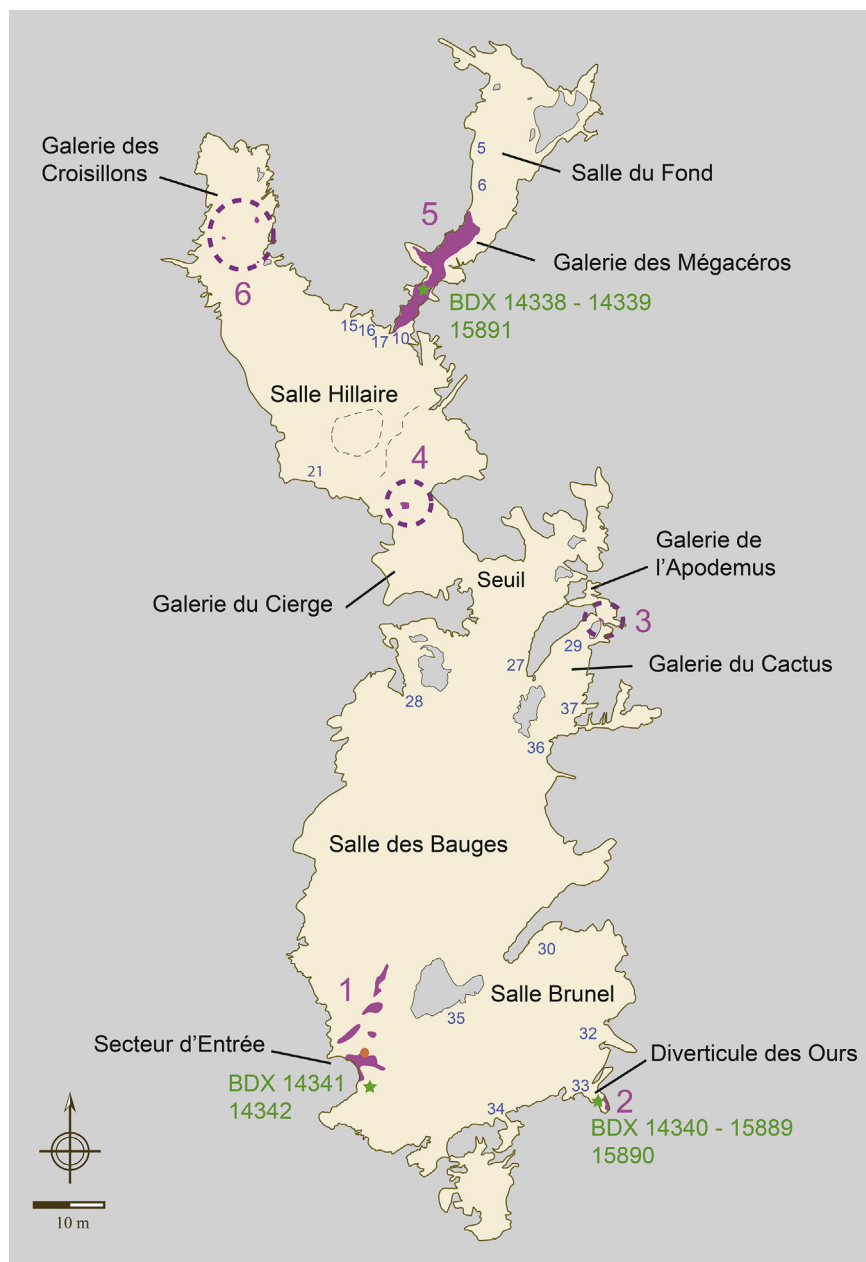 Galerie des
Croisillons
5
Salle du Fond
6
5
Galerie des Mégacéros
6
BDX 14338 - 14339
15891
15
16
17
10
Salle Hillaire
4
21
Galerie de
l'Apodemus
Seuil
Galerie du Cierge
3
29
27
Galerie du Cactus
28
37
36
Salle des Bauges
30
1
Salle Brunel
35
32
Secteur d'Entrée
Diverticule des Ours
BDX 14341
14342
33
2
34
BDX 14340 - 15889
15890
10 m